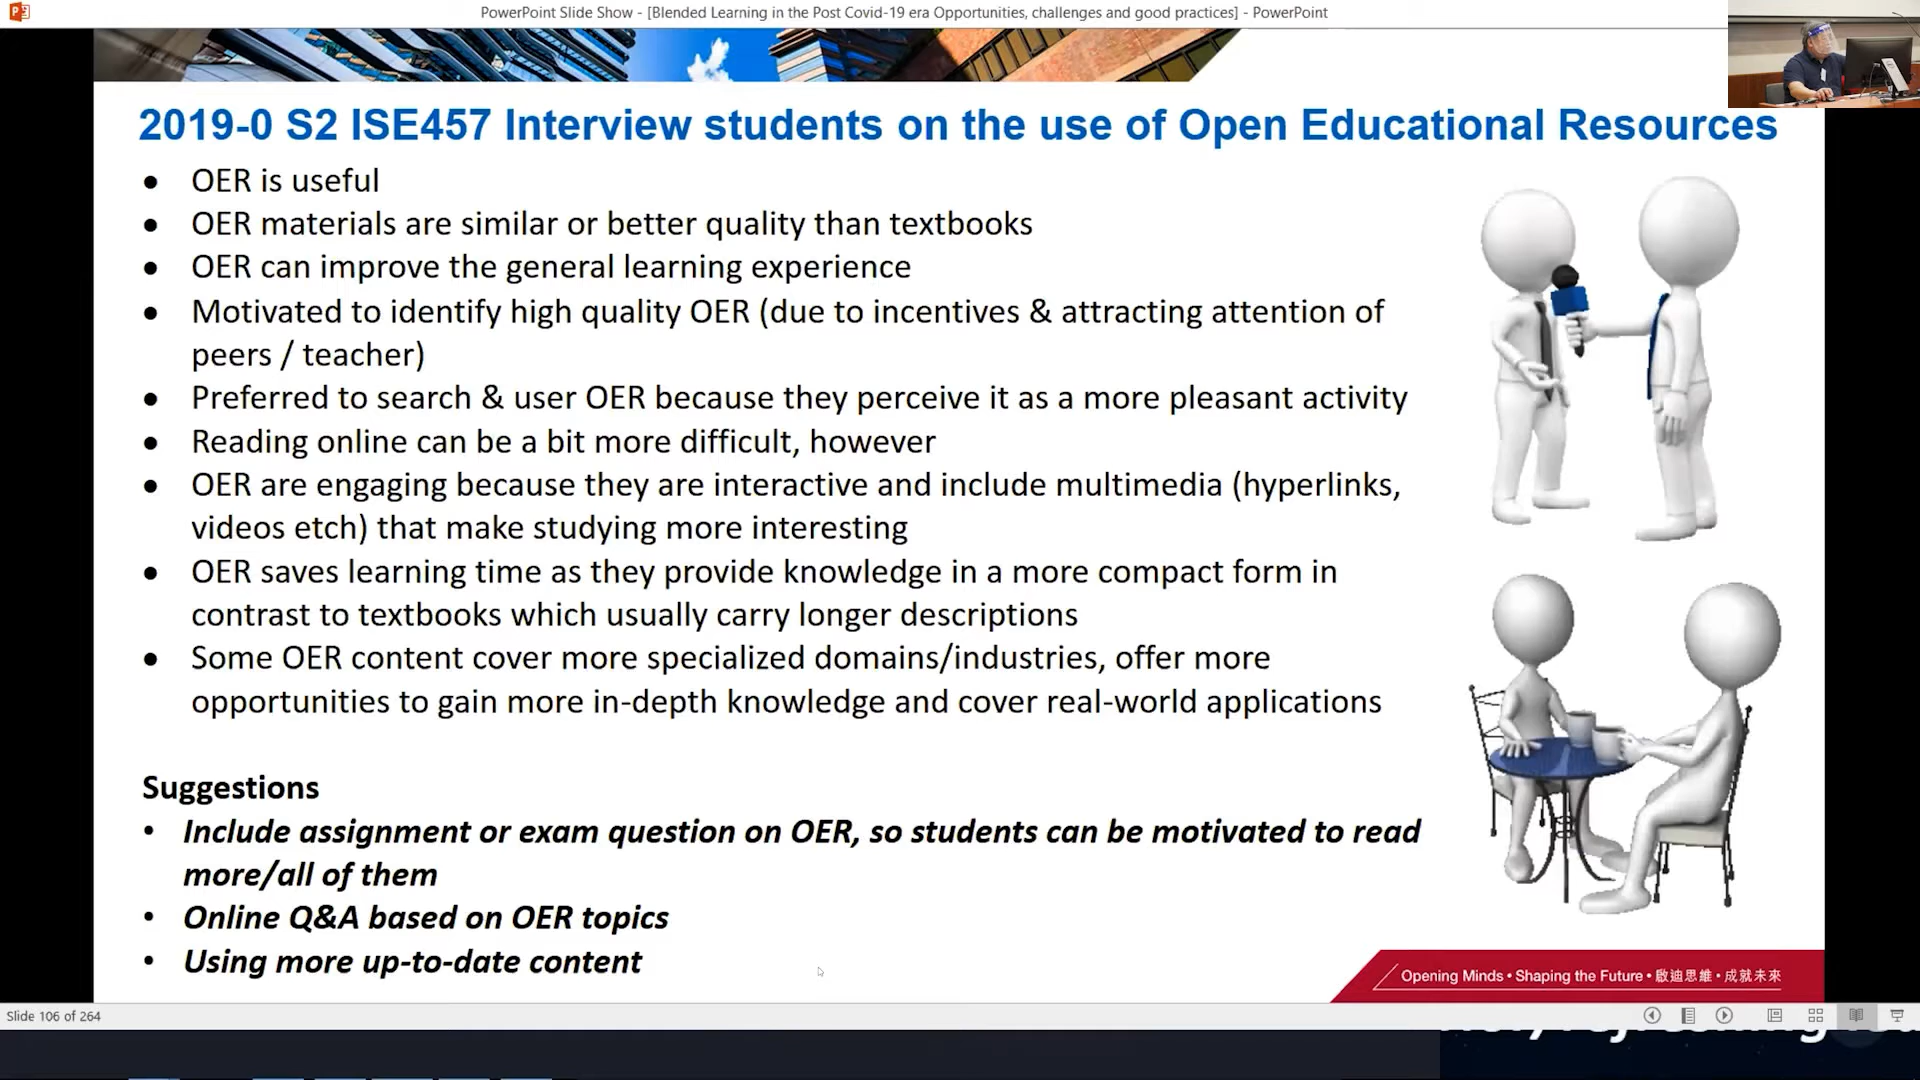 PowerPoint Slide Show - [Blended Learning in the Post Covid-19 era Opportunities, challenges and good practices] - PowerPoint
2019-0 S2 ISE457 Interview students on the use of Open Educational Resources
• OER is useful
• OER materials are similar or better quality than textbooks
• OER can improve the general learning experience
• Motivated to identify high quality OER (due to incentives & attracting attention of
peers / teacher)
• Preferred to search & user OER because they perceive it as a more pleasant activity
• Reading online can be a bit more difficult, however
• OER are engaging because they are interactive and include multimedia (hyperlinks,
videos etch) that make studying more interesting
• OER saves learning time as they provide knowledge in a more compact form in
contrast to textbooks which usually carry longer descriptions
• Some OER content cover more specialized domains/industries, offer more
opportunities to gain more in-depth knowledge and cover real-world applications
Suggestions
• Include assignment or exam question on OER, so students can be motivated to read
more/all of them
• Online Q&A based on OER topics
• Using more up-to-date content
Opening Minds • Shaping the Future • 啟迪思維 • 成就未來
Slide 106 of 264